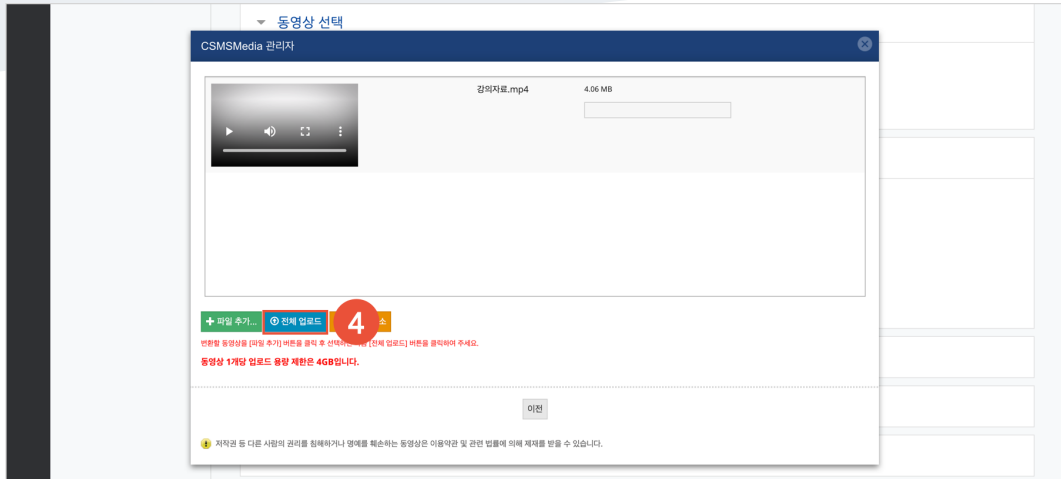 동영상 선택
CSMSMedia 관리자
강의자료.mp4 4.06 MB
파일 추가... 전체 업로드 4 소
변환할 동영상을 [파일 추가] 버튼을 클릭 후 선택하 [전체 업로드] 버튼을 클릭하여 주세요.
동영상 1개당 업로드 용량 제한은 4GB입니다.
이전
저작권 등 다른 사람의 권리를 침해하거나 명예를 훼손하는 동영상은 이용약관 및 관련 법률에 의해 제재를 받을 수 있습니다.